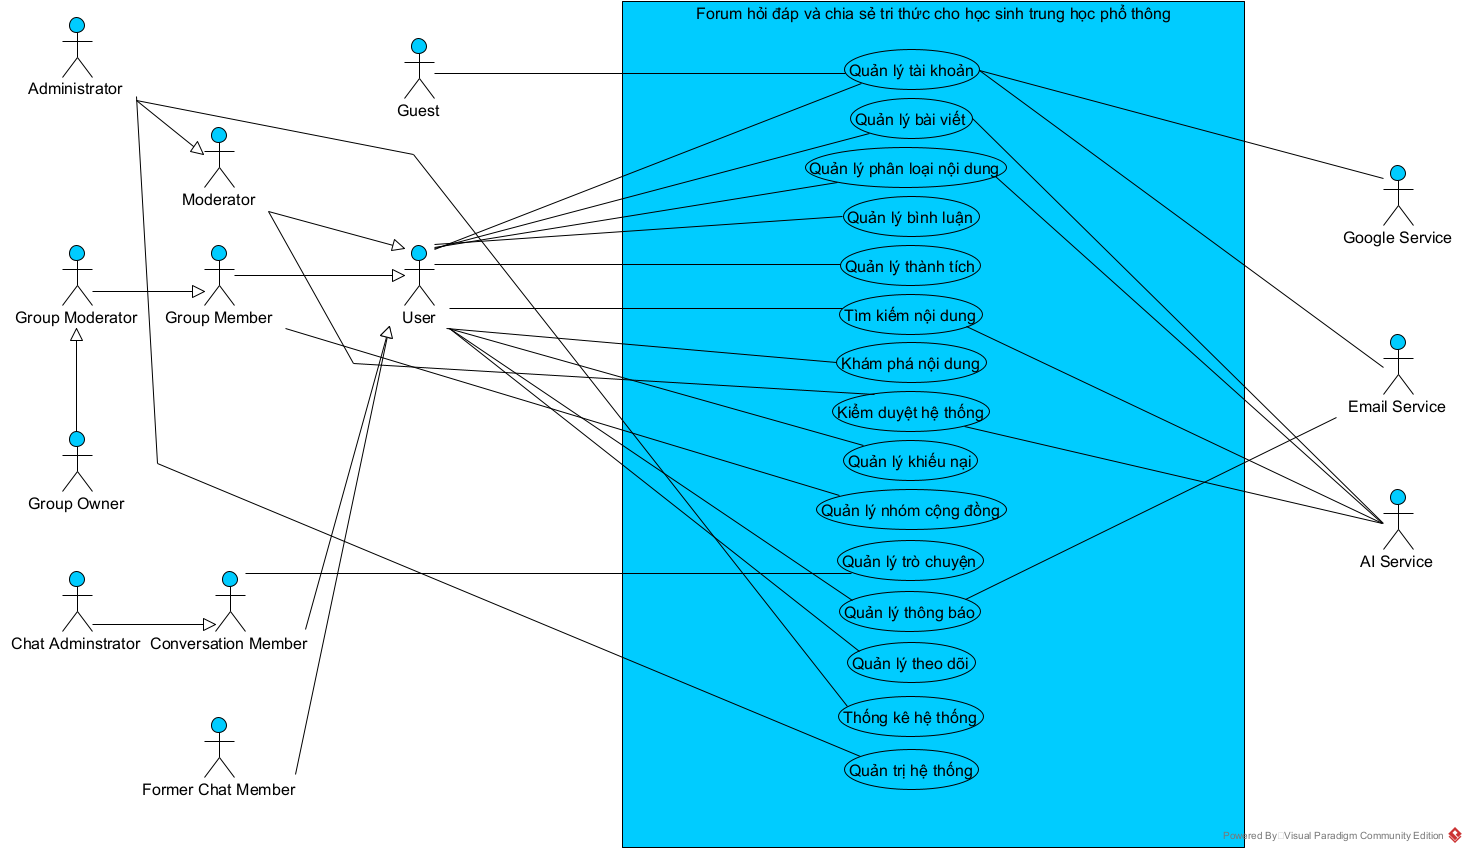 Forum hỏi đáp và chia sẻ tri thức cho học sinh trung học phổ thông
Administrator
Guest
Moderator
Group Moderator
Group Member
User
Group Owner
Chat Adminstrator
Conversation Member
Former Chat Member
Quản lý tài khoản
Quản lý bài viết
Quản lý phân loại nội dung
Quản lý bình luận
Quản lý thành tích
Tìm kiếm nội dung
Khám phá nội dung
Kiểm duyệt hệ thống
Quản lý khiếu nại
Quản lý nhóm cộng đồng
Quản lý trò chuyện
Quản lý thông báo
Quản lý theo dõi
Thống kê hệ thống
Quản trị hệ thống
Google Service
Email Service
AI Service
Powered By Visual Paradigm Community Edition